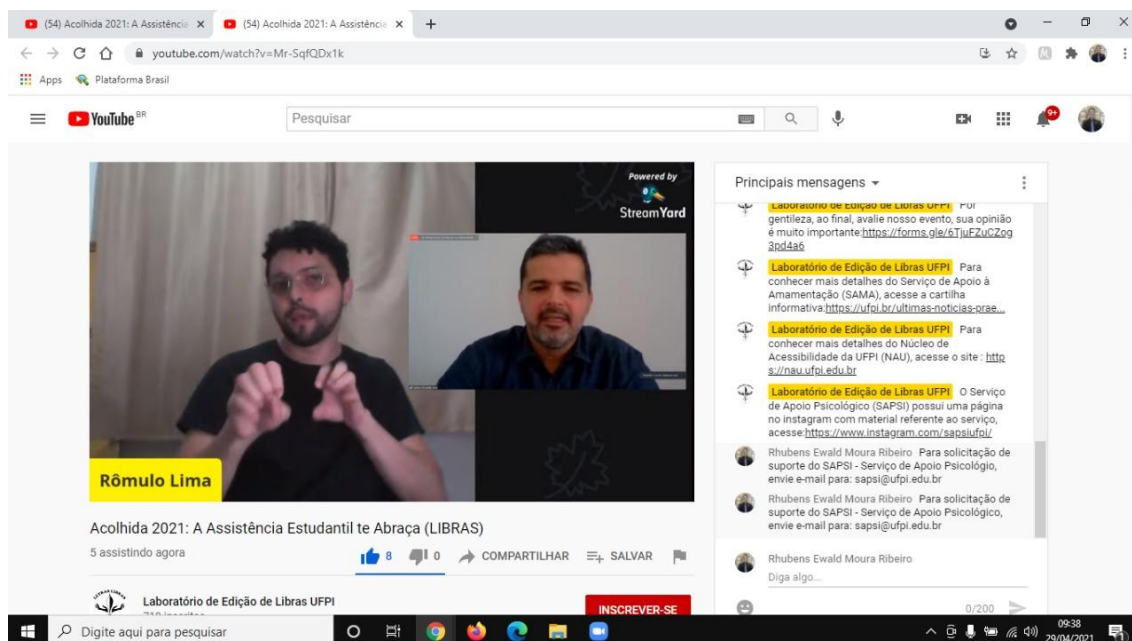 (54) Acolhida 2021: A Assistência
(54) Acolhida 2021: A Assistência
youtube.com/watch?v=Mr-SqfQDx1k
Apps
Plataforma Brasil
YouTube BR
Pesquisar
9+
Powered by
StreamYard
Rômulo Lima
Acolhida 2021: A Assistência Estudantil te Abraça (LIBRAS)
5 assistindo agora
8
0
COMPARTILHAR
SALVAR
Laboratório de Edição de Libras UFPI
INSCREVER-SE
Principais mensagens
Laboratório de Edição de Libras UFPI Por
gentileza, ao final, avalie nosso evento, sua opinião
é muito importante:https://forms.gle/6TjuFZuCZog
3pd4a6
Laboratório de Edição de Libras UFPI Para
conhecer mais detalhes do Serviço de Apoio à
Amamentação (SAMA), acesse a cartilha
informativa:https://ufpi.br/ultimas-noticias-prae...
Laboratório de Edição de Libras UFPI Para
conhecer mais detalhes do Núcleo de
Acessibilidade da UFPI (NAU), acesse o site : http
s://nau.ufpi.edu.br
Laboratório de Edição de Libras UFPI O Serviço
de Apoio Psicológico (SAPSI) possui uma página
no instagram com material referente ao serviço,
acesse:https://www.instagram.com/sapsiufpi/
Rhubens Ewald Moura Ribeiro Para solicitação de
suporte do SAPSI - Serviço de Apoio Psicológio,
envie e-mail para: sapsi@ufpi.edu.br
Rhubens Ewald Moura Ribeiro Para solicitação de
suporte do SAPSI - Serviço de Apoio Psicológico,
envie e-mail para: sapsi@ufpi.edu.br
Rhubens Ewald Moura Ribeiro
Diga algo...
0/200
Digite aqui para pesquisar
09:38
29/04/2021